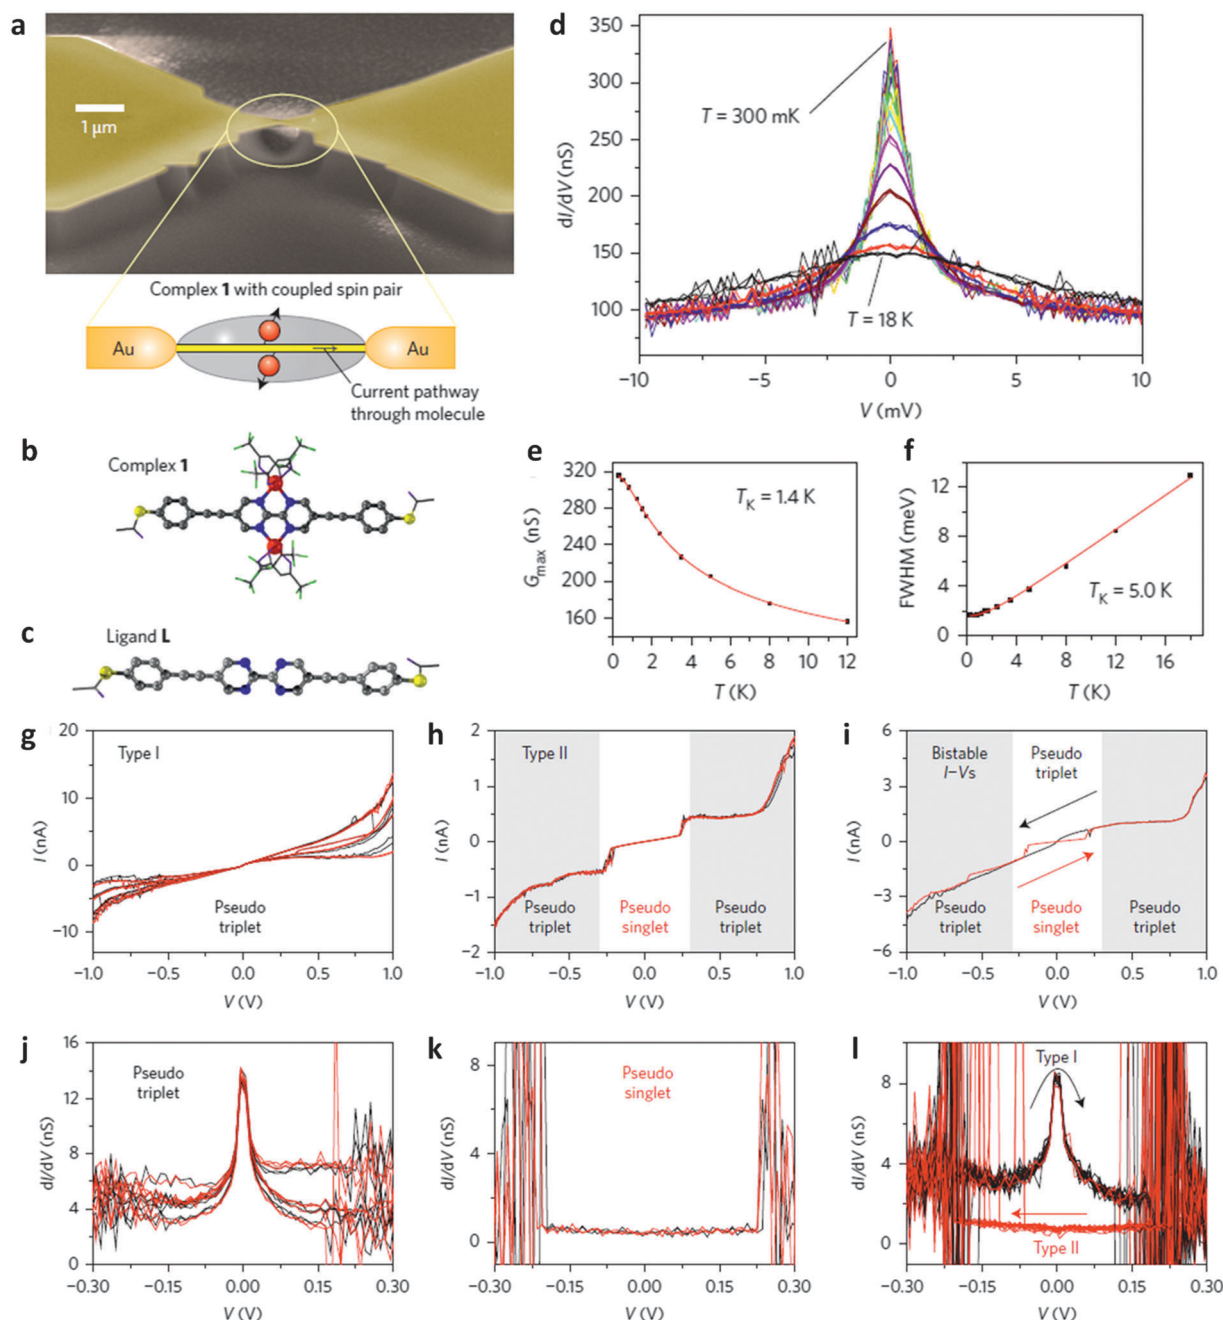 a
1 μm
Complex 1 with coupled spin pair
Au
Au
Current pathway
through molecule
b
Complex 1
c
Ligand L
d
350
300
250
200
150
100
dI/dV (nS)
T = 300 mK
T = 18 K
−10
−5
0
5
10
V (mV)
e
320
280
240
200
160
Gmax (nS)
TK = 1.4 K
0
2
4
6
8
10
12
T (K)
f
12
8
4
0
FWHM (meV)
TK = 5.0 K
0
4
8
12
16
T (K)
g
20
10
0
−10
I (nA)
Type I
Pseudo
triplet
−1.0
−0.5
0.0
0.5
1.0
V (V)
h
2
1
0
−1
−2
I (nA)
Type II
Pseudo
triplet
Pseudo
singlet
Pseudo
triplet
−1.0
−0.5
0.0
0.5
1.0
V (V)
i
6
3
0
−3
−6
I (nA)
Bistable
I−Vs
Pseudo
triplet
Pseudo
triplet
Pseudo
singlet
Pseudo
triplet
−1.0
−0.5
0.0
0.5
1.0
V (V)
j
16
12
8
4
0
dI/dV (nS)
Pseudo
triplet
−0.30
−0.15
0.00
0.15
0.30
V (V)
k
8
4
0
dI/dV (nS)
Pseudo
singlet
−0.30
−0.15
0.00
0.15
0.30
V (V)
l
8
4
0
dI/dV (nS)
Type I
Type II
−0.30
−0.15
0.00
0.15
0.30
V (V)